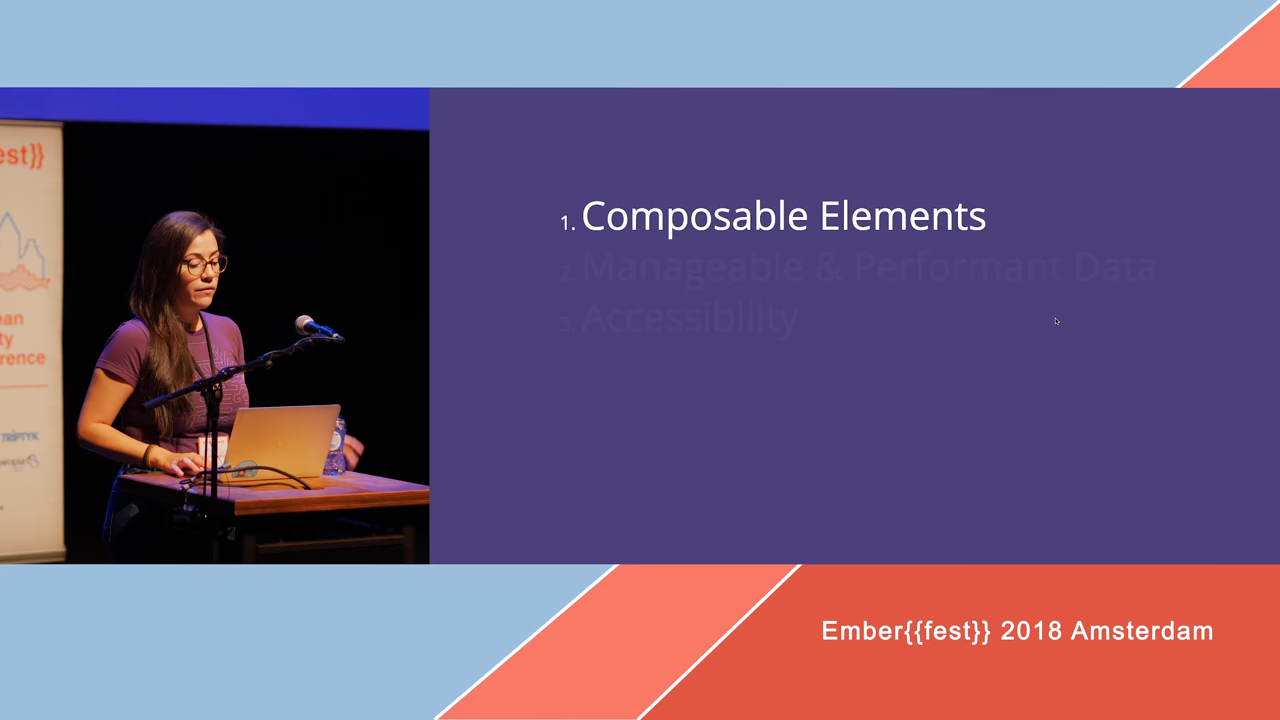 est}}
ean
ty
rence
TRIPTYK
1. Composable Elements
2. Manageable & Performant Data
3. Accessibility
Ember{{fest}} 2018 Amsterdam